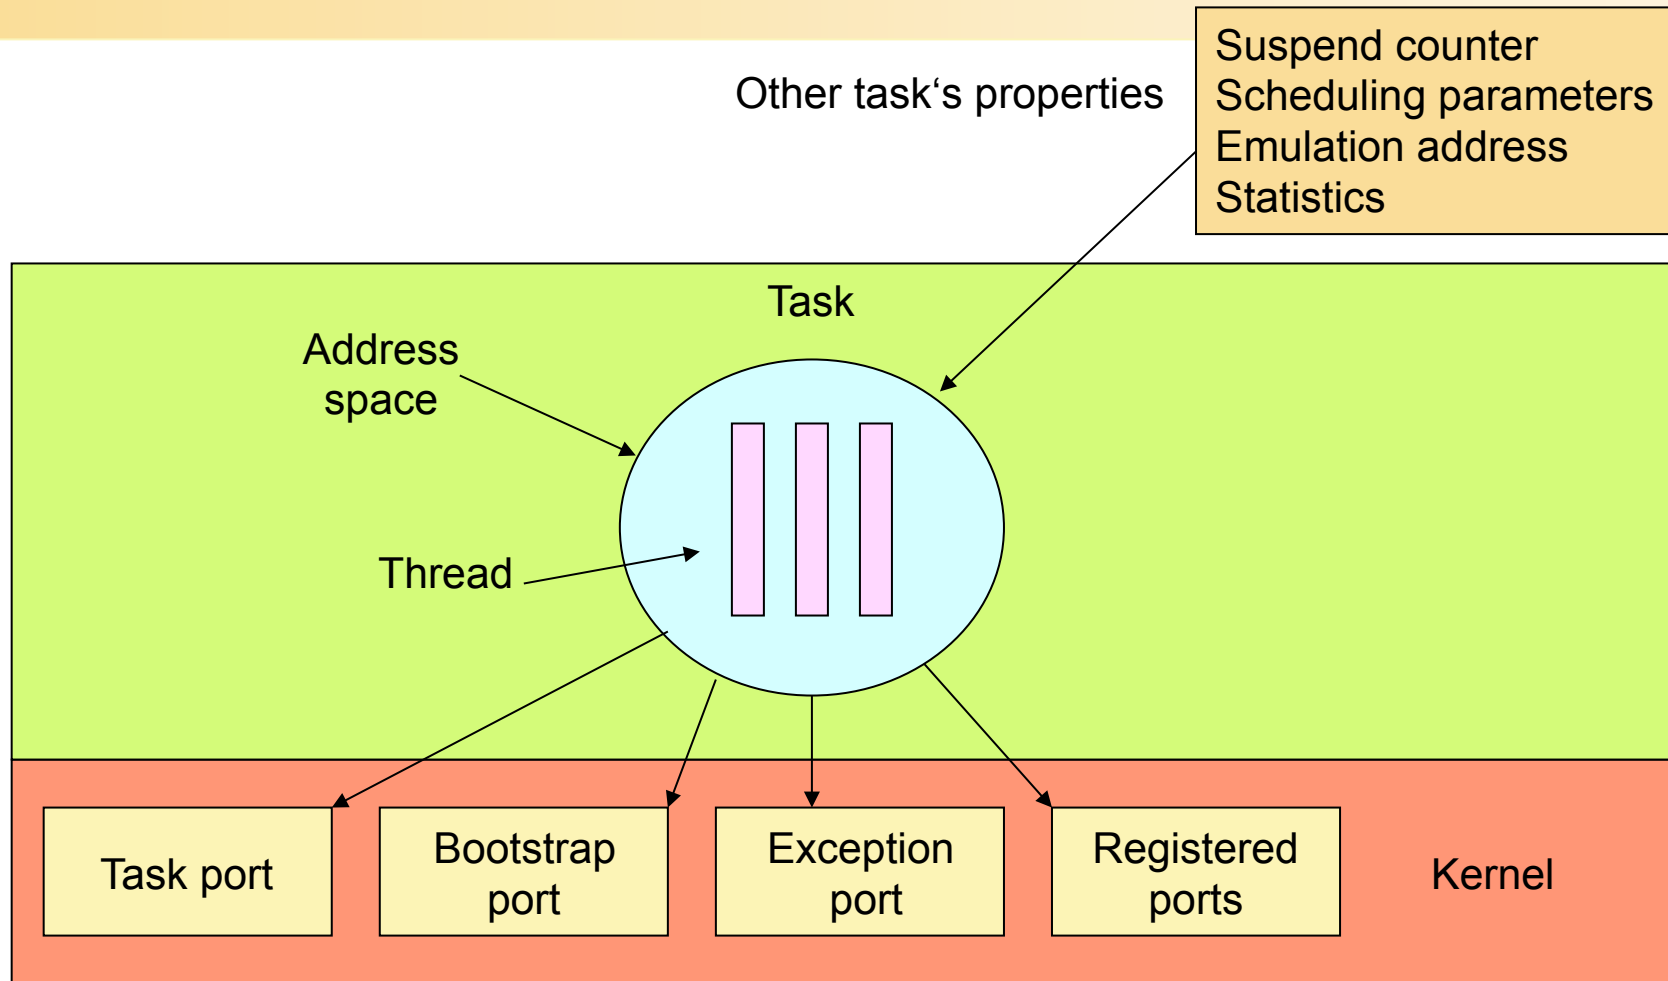 Suspend counter
Scheduling parameters
Emulation address
Statistics
Other task‘s properties
Task
Address
space
Thread
Task port
Bootstrap
port
Exception
port
Registered
ports
Kernel